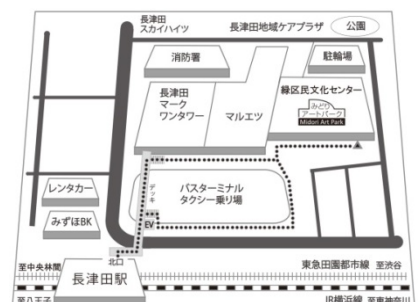 長津田
スカイハイツ
長津田地域ケアプラザ
公園
消防署
駐輪場
長津田
マーク
ワンタワー
マルエツ
緑区民文化センター
みどり
アートパーク
Midori Art Park
デッキ
バスターミナル
タクシー乗り場
レンタカー
みずほBK
EV
北口
至中央林間
長津田駅
東急田園都市線 至渋谷
至八王子
JR横浜線 至東神奈川